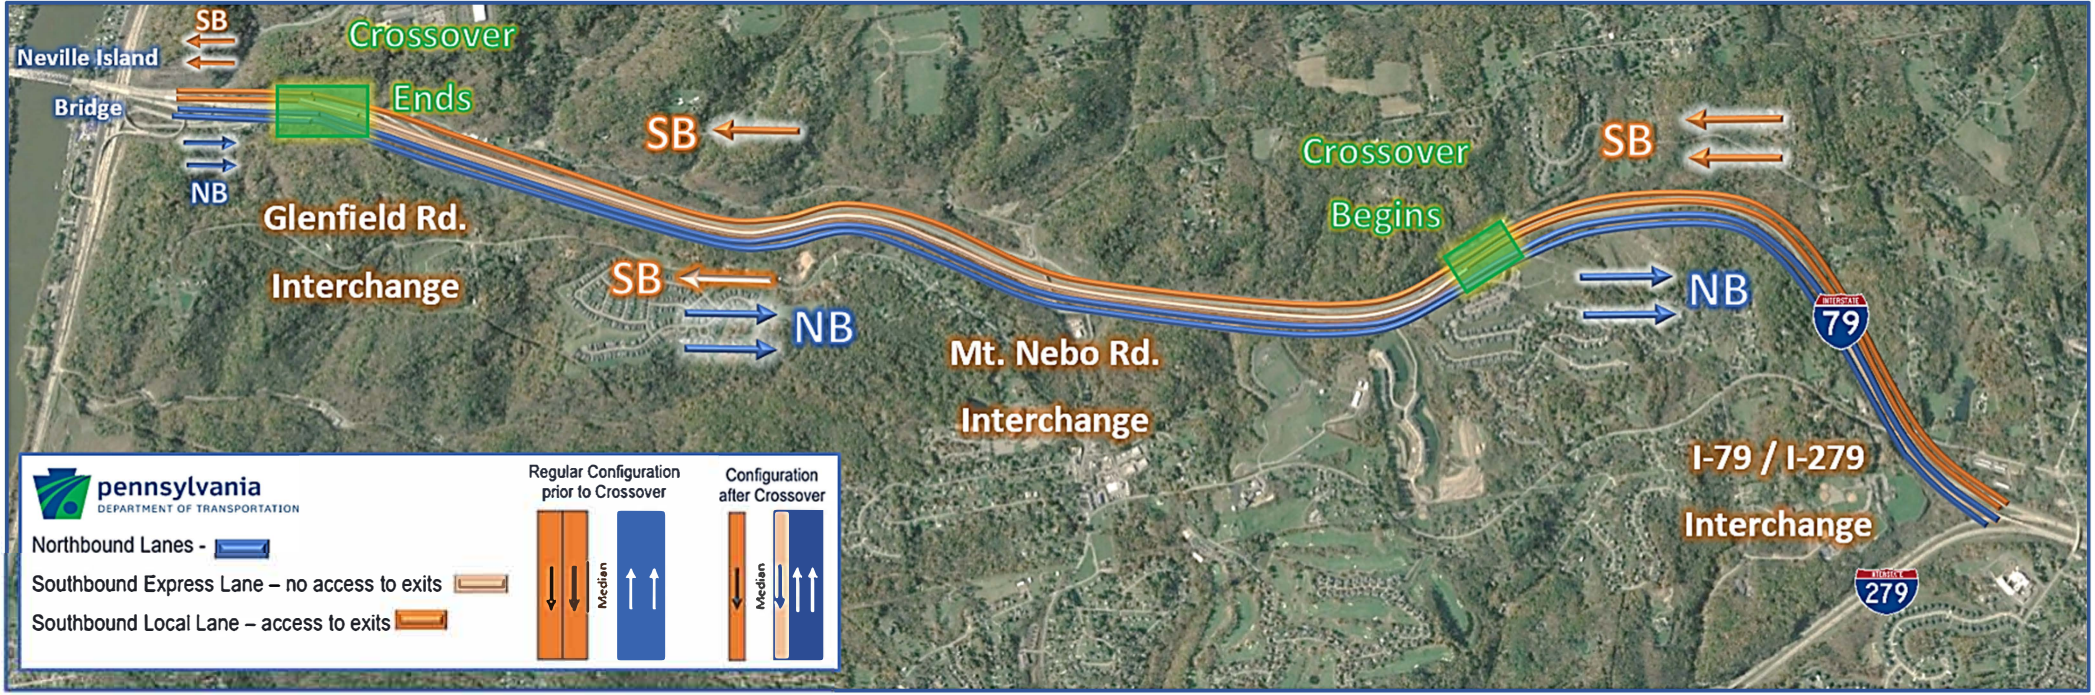 SB
Neville Island
Bridge
NB
Crossover
Ends
Glenfield Rd.
Interchange
SB
SB
NB
Mt. Nebo Rd.
Interchange
Crossover
Begins
SB
NB
INTERSTATE
79
I-79 / I-279
Interchange
INTERSTATE
279
pennsylvania
DEPARTMENT OF TRANSPORTATION
Northbound Lanes -
Southbound Express Lane – no access to exits
Southbound Local Lane – access to exits
Regular Configuration
prior to Crossover
Median
Configuration
after Crossover
Median